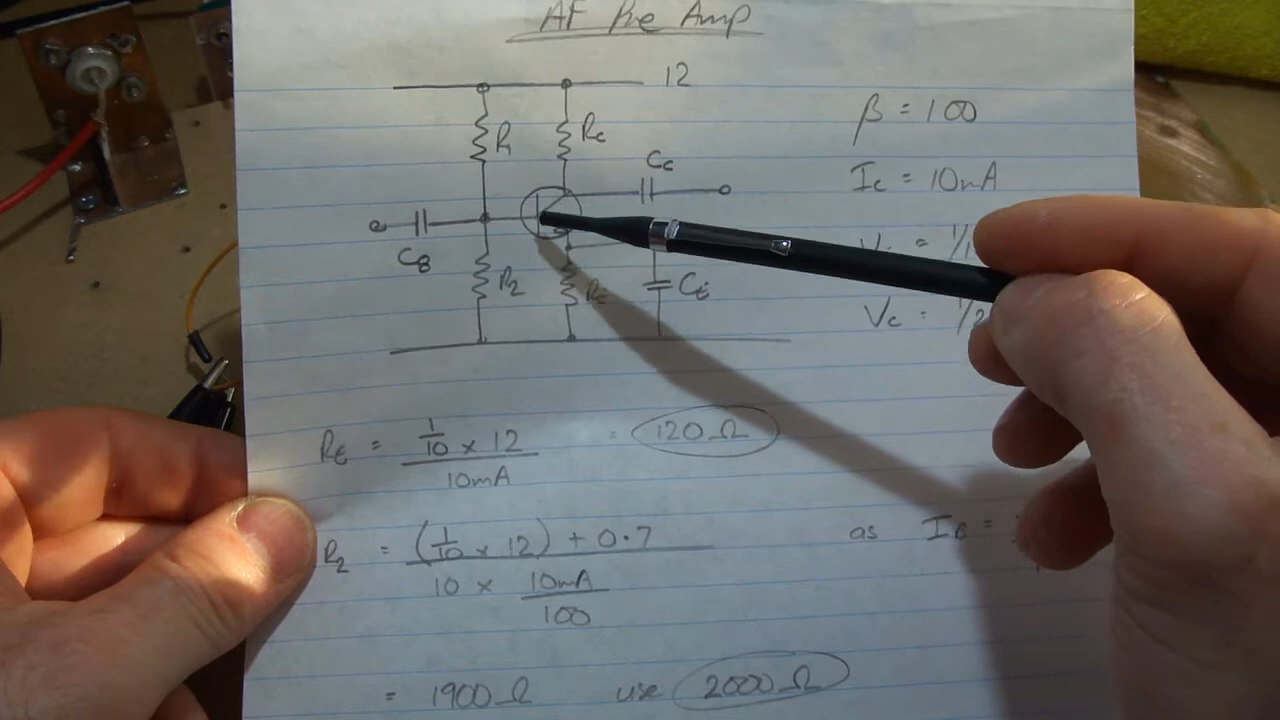 AF Pre Amp
12
R1
Rc
β = 100
Cc
Ic = 10mA
CB
R2
RE
CE
Vc = 1/2
RE = 1/10 x 12 / 10mA = 120Ω
R2 = (1/10 x 12) + 0.7 / 10 x 10mA / 100
as IB =
= 1900Ω use 2000Ω